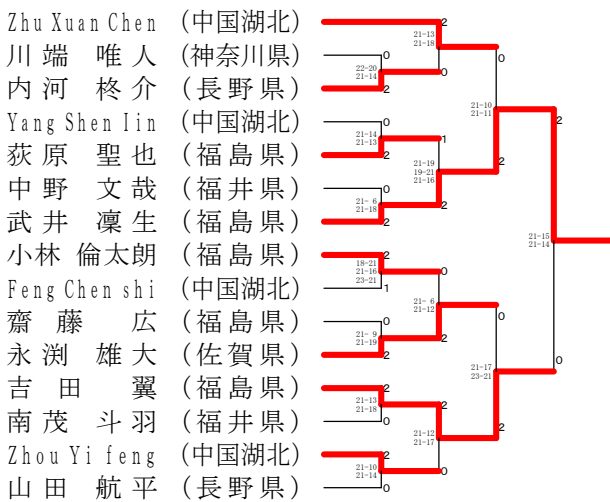 Zhu Xuan Chen (中国湖北) 2
21-13
21-18
川端 唯人 (神奈川県) 0
22-20
21-14
0
0
内河 柊介 (長野県) 2
21-10
21-11
2
Yang Shen Iin (中国湖北) 0
21-14
21-13
1
荻原 聖也 (福島県) 2
21-19
19-21
21-16
2
中野 文哉 (福井県) 0
21- 6
21-18
2
武井 凜生 (福島県) 2
21-15
21-14
小林 倫太朗 (福島県) 2
18-21
21-16
23-21
0
Feng Chen shi (中国湖北) 1
21- 6
21-12
0
齋藤 広 (福島県) 0
21- 9
21-19
2
永渕 雄大 (佐賀県) 2
21-17
23-21
0
吉田 翼 (福島県) 2
21-13
21-18
2
南茂 斗羽 (福井県) 0
21-12
21-17
2
Zhou Yi feng (中国湖北) 2
21-10
21-14
0
山田 航平 (長野県) 0